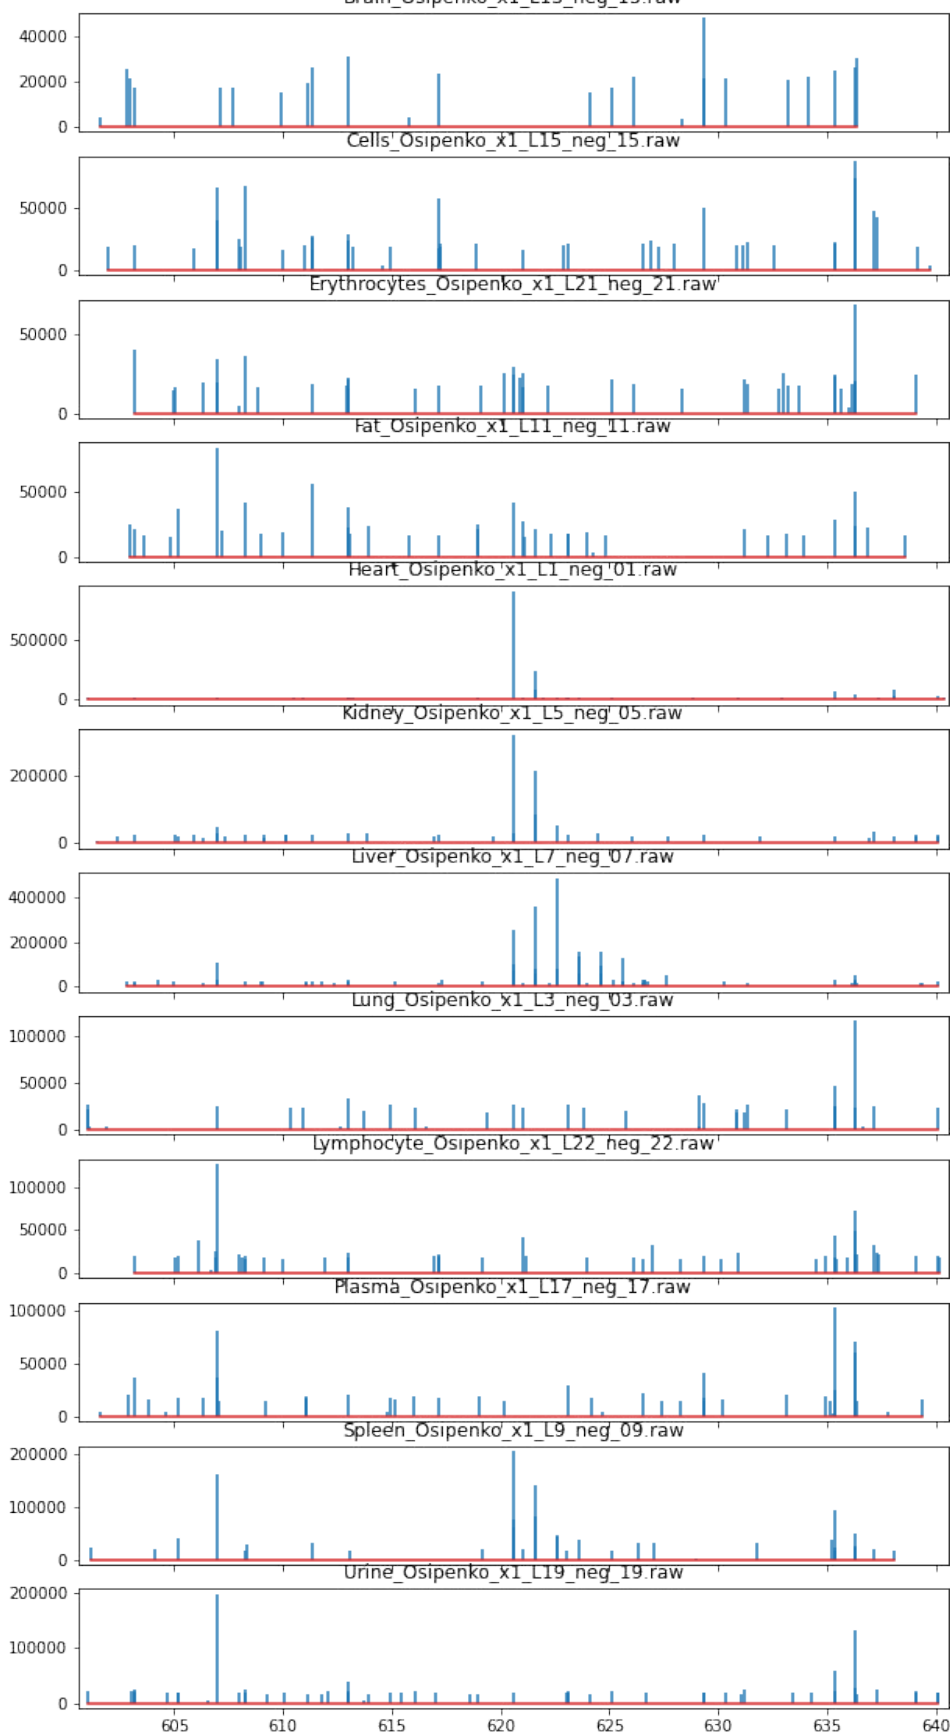 Brain_Osipenko_x1_L13_neg_13.raw
40000
20000
0
Cells_Osipenko_x1_L15_neg_15.raw
50000
0
Erythrocytes_Osipenko_x1_L21_neg_21.raw
50000
0
Fat_Osipenko_x1_L11_neg_11.raw
50000
0
Heart_Osipenko_x1_L1_neg_01.raw
500000
0
Kidney_Osipenko_x1_L5_neg_05.raw
200000
0
Liver_Osipenko_x1_L7_neg_07.raw
400000
200000
0
Lung_Osipenko_x1_L3_neg_03.raw
100000
50000
0
Lymphocyte_Osipenko_x1_L22_neg_22.raw
100000
50000
0
Plasma_Osipenko_x1_L17_neg_17.raw
100000
50000
0
Spleen_Osipenko_x1_L9_neg_09.raw
200000
100000
0
Urine_Osipenko_x1_L19_neg_19.raw
200000
100000
0
605 610 615 620 625 630 635 640